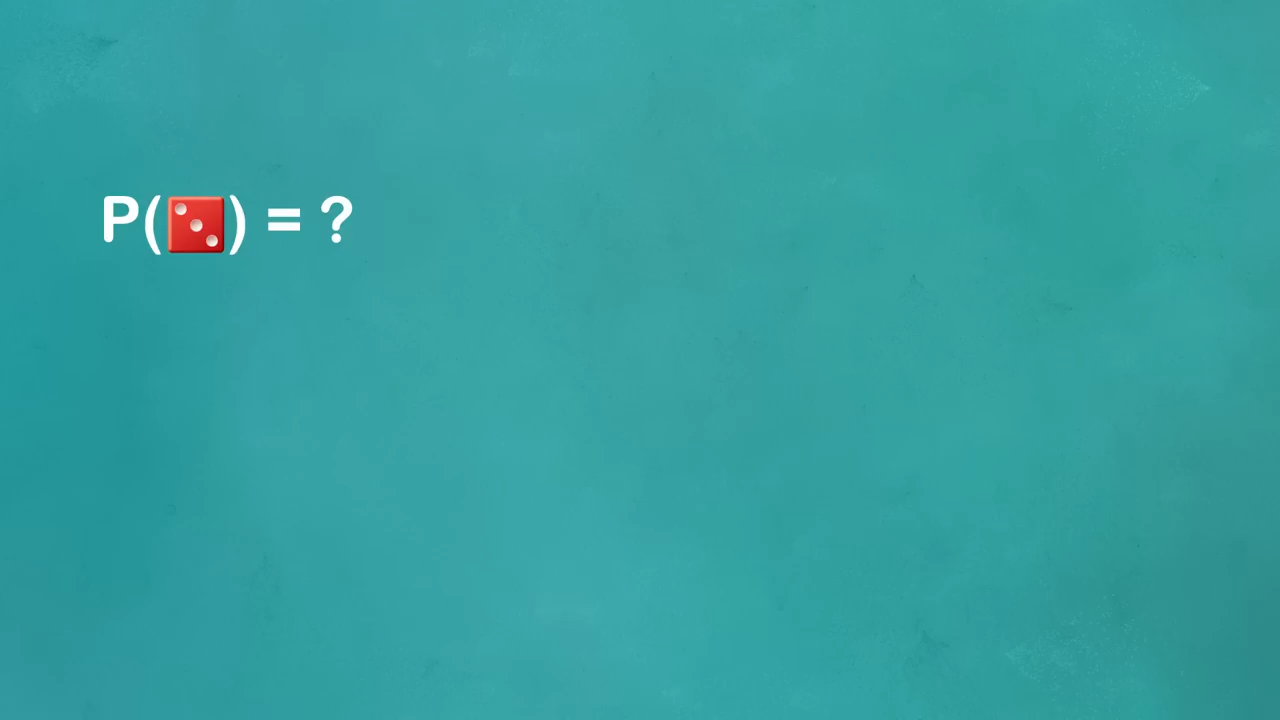 P(🎲) = ?